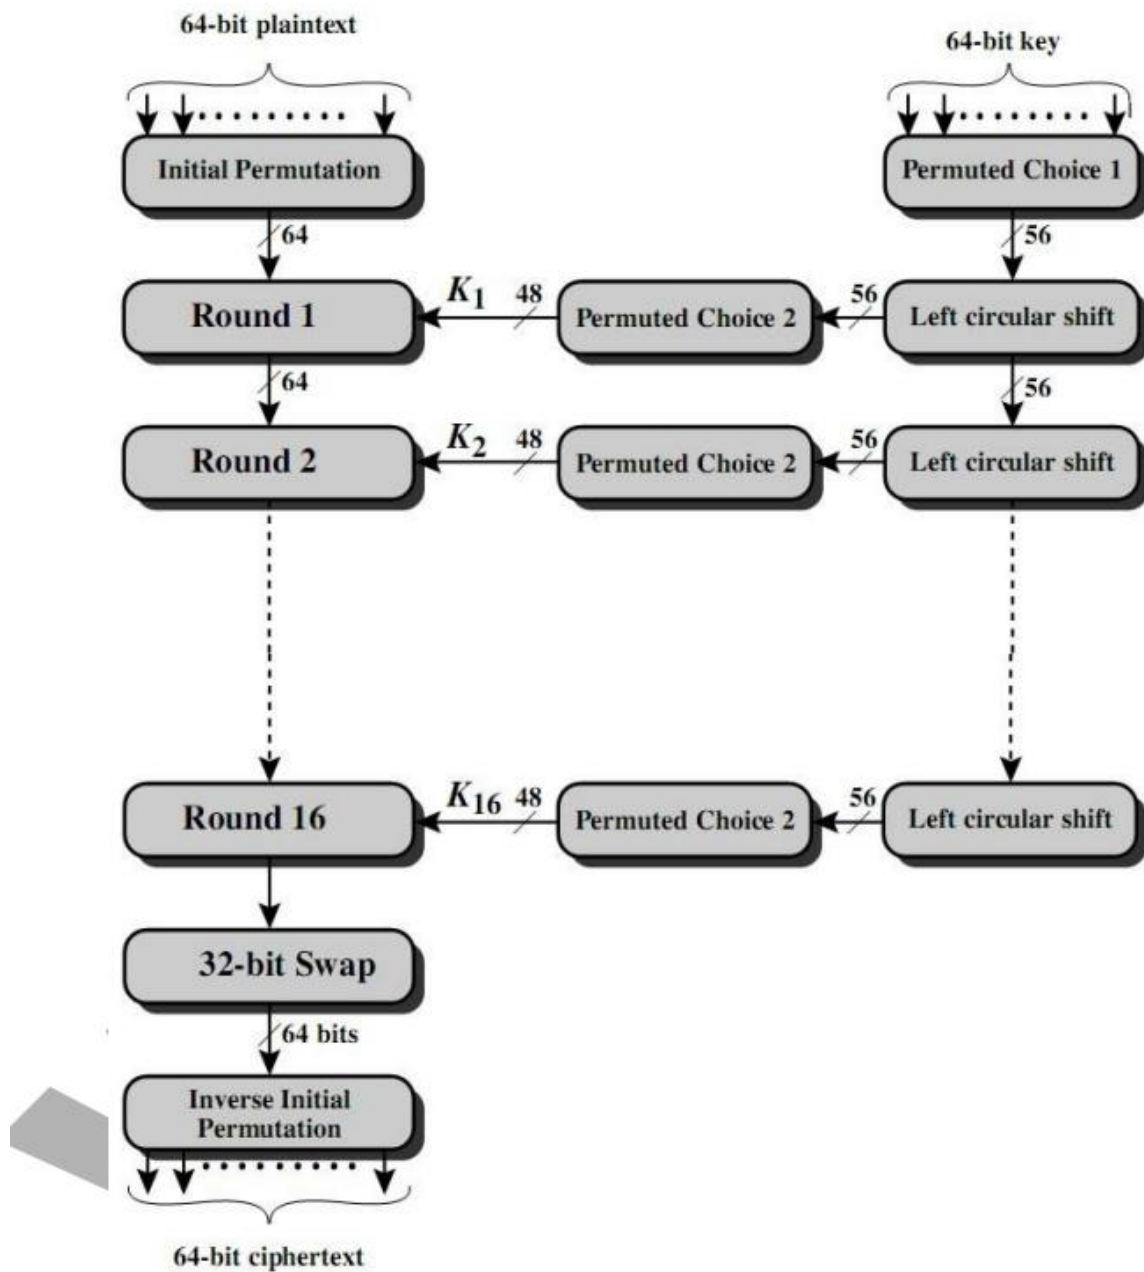 64-bit plaintext
64-bit key
Initial Permutation
Permuted Choice 1
64
56
Round 1
K1
48
Permuted Choice 2
56
Left circular shift
64
56
Round 2
K2
48
Permuted Choice 2
56
Left circular shift
Round 16
K16
48
Permuted Choice 2
56
Left circular shift
32-bit Swap
64 bits
Inverse Initial
Permutation
64-bit ciphertext